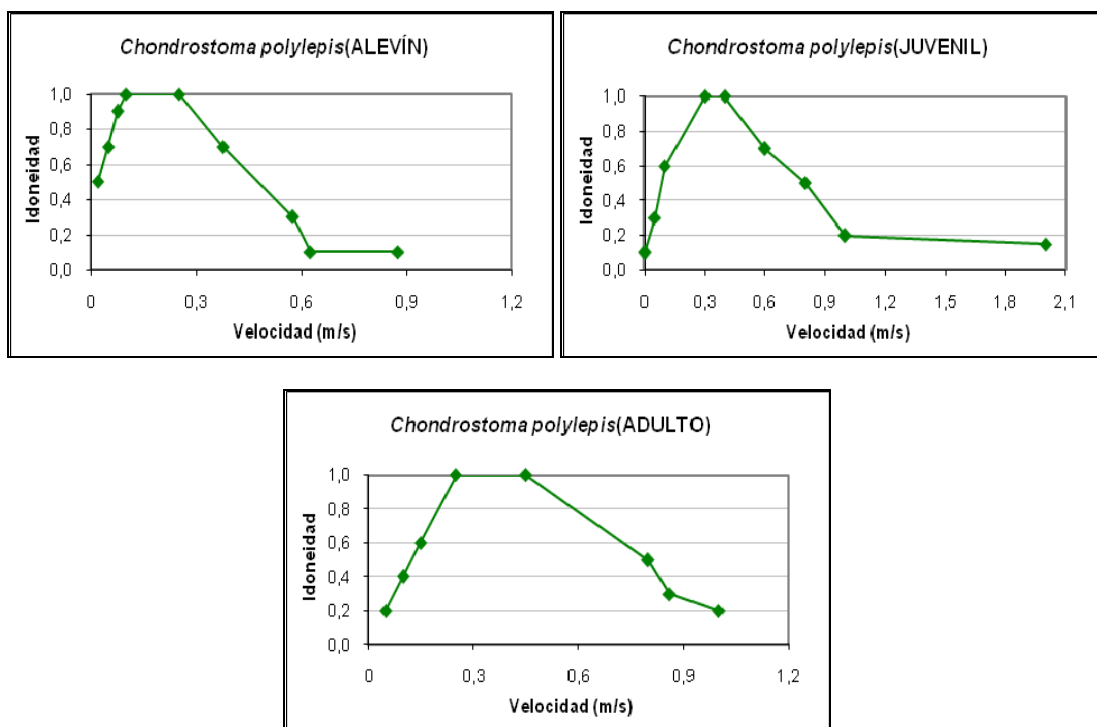 Chondrostoma polylepis(ALEVÍN)
1,0
0,8
0,6
0,4
0,2
0,0
Idoneidad
0 0,3 0,6 0,9 1,2
Velocidad (m/s)
Chondrostoma polylepis(JUVENIL)
1,0
0,8
0,6
0,4
0,2
0,0
Idoneidad
0 0,3 0,6 0,9 1,2 1,5 1,8 2,1
Velocidad (m/s)
Chondrostoma polylepis(ADULTO)
1,0
0,8
0,6
0,4
0,2
0,0
Idoneidad
0 0,3 0,6 0,9 1,2
Velocidad (m/s)